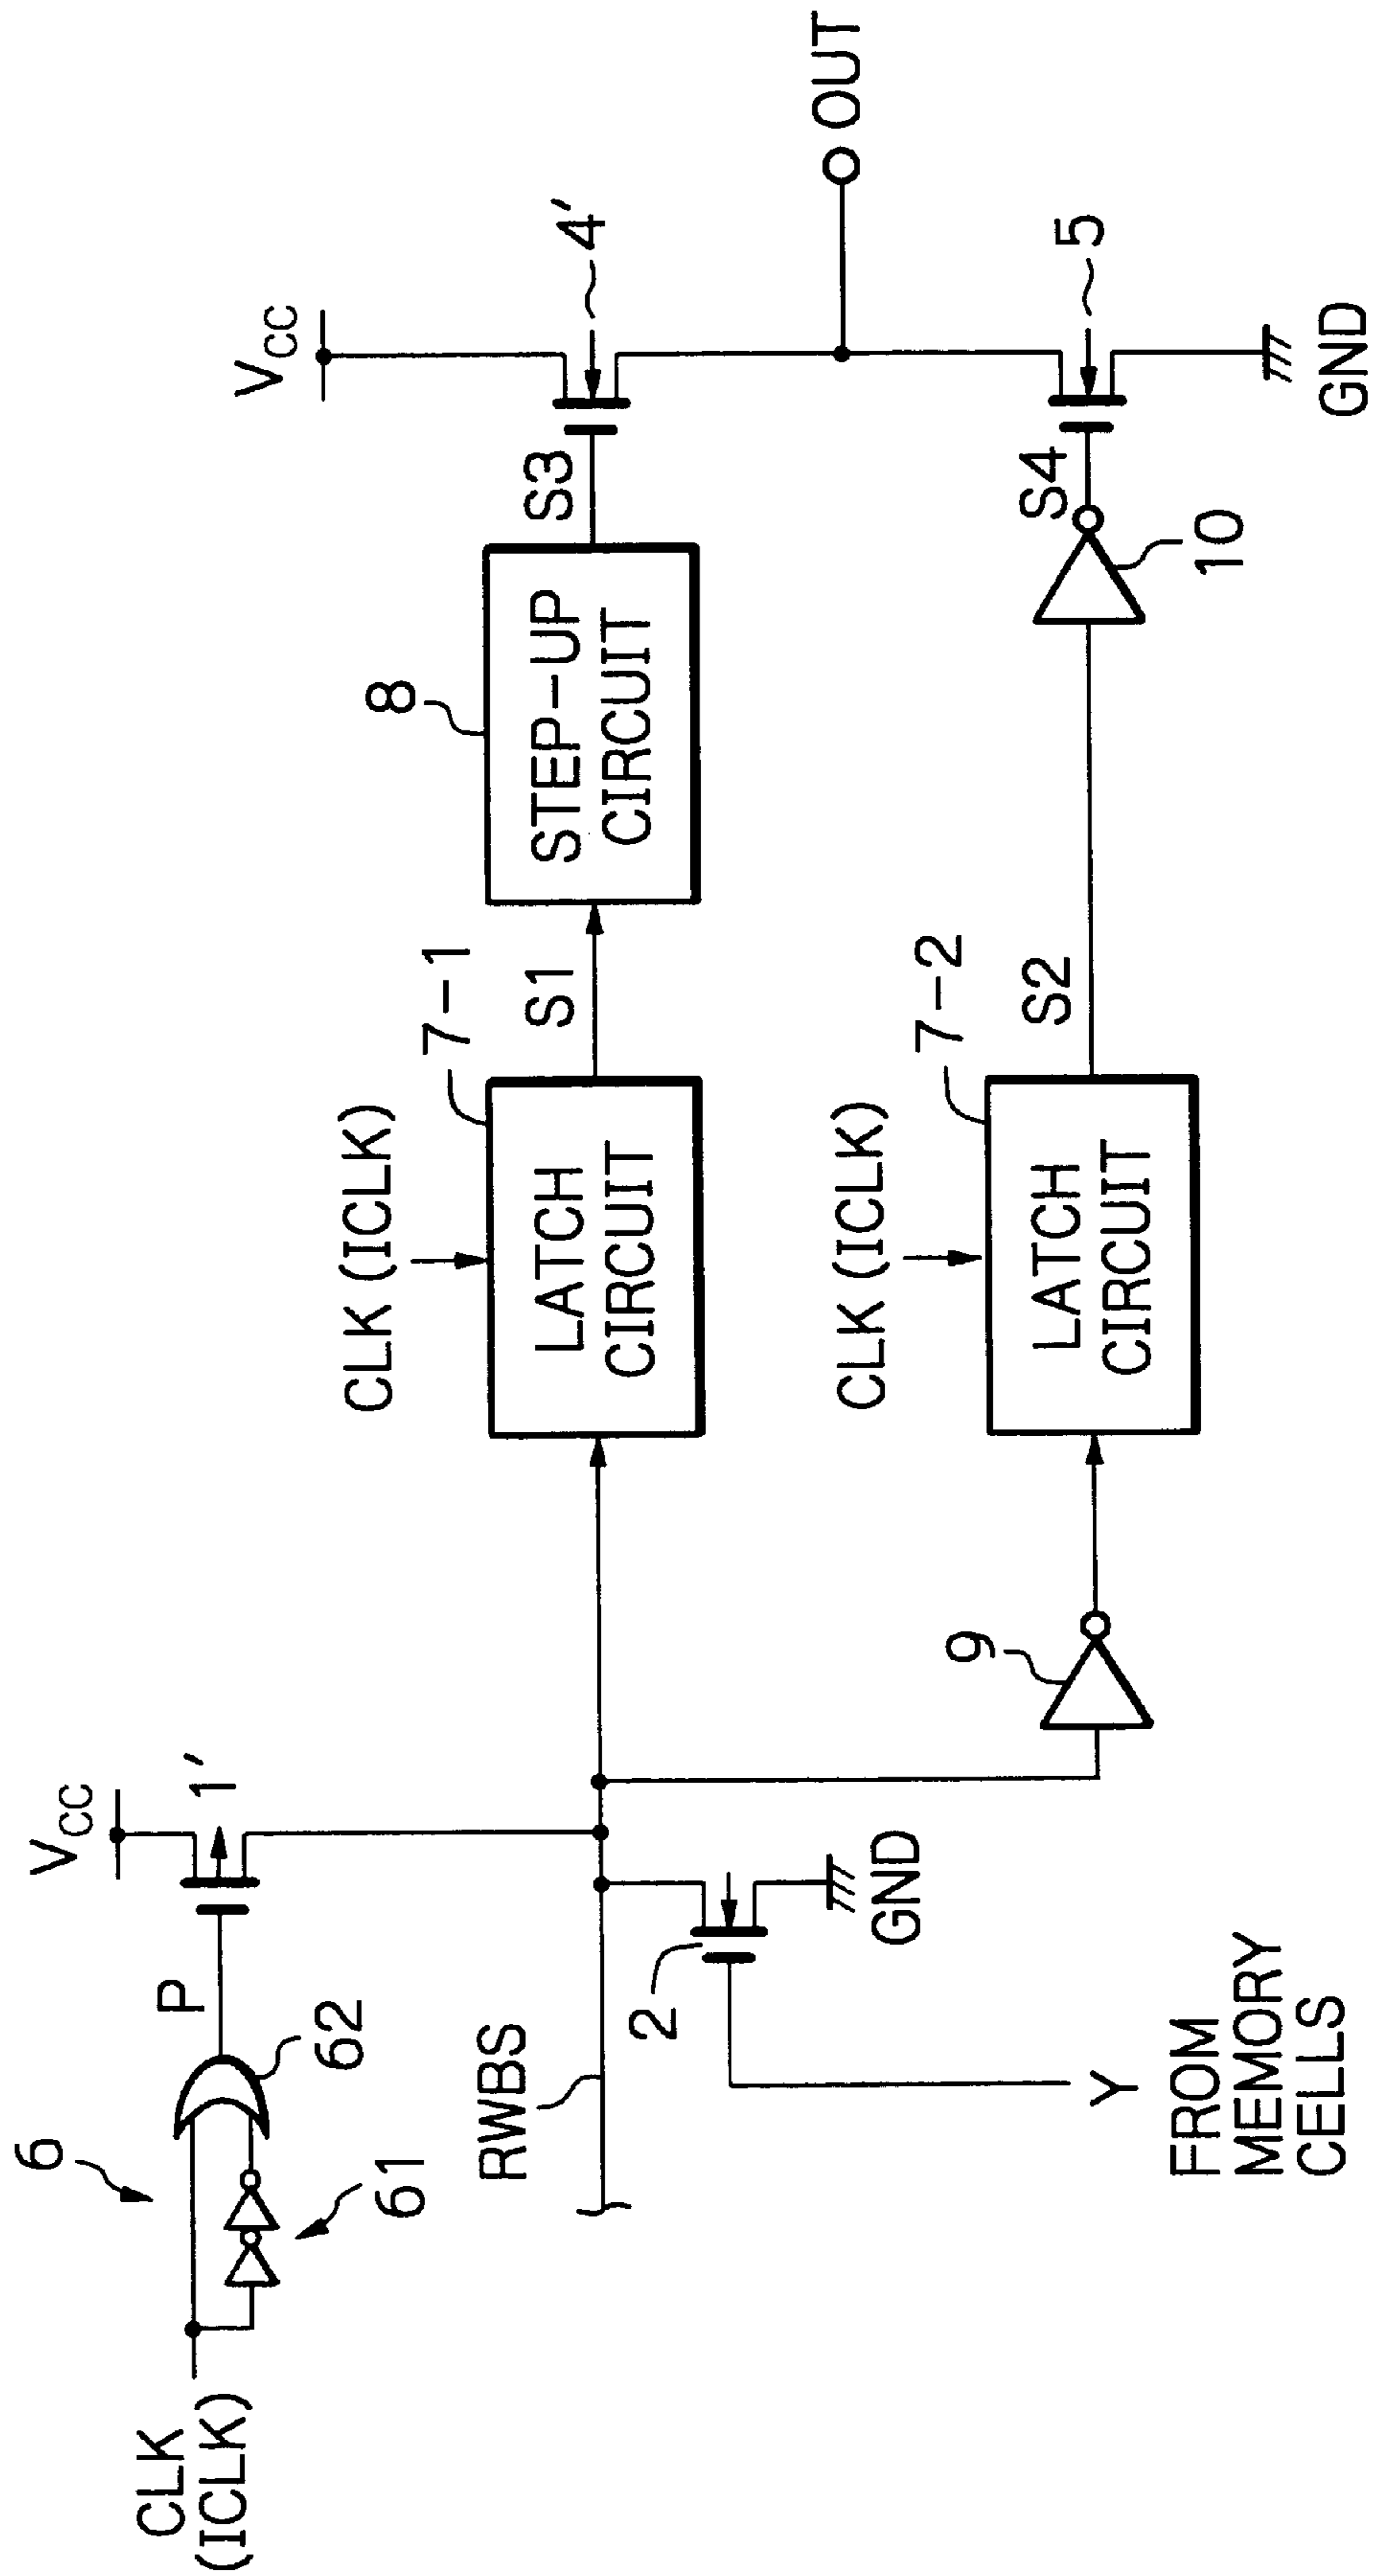 CLK
(ICLK)
6
61
62
P
V_CC
1′
RWBS
2
GND
Y
FROM
MEMORY
CELLS
9
CLK (ICLK)
7-1
LATCH
CIRCUIT
S1
8
STEP-UP
CIRCUIT
S3
V_CC
4′
CLK (ICLK)
7-2
LATCH
CIRCUIT
S2
10
S4
5
GND
OUT